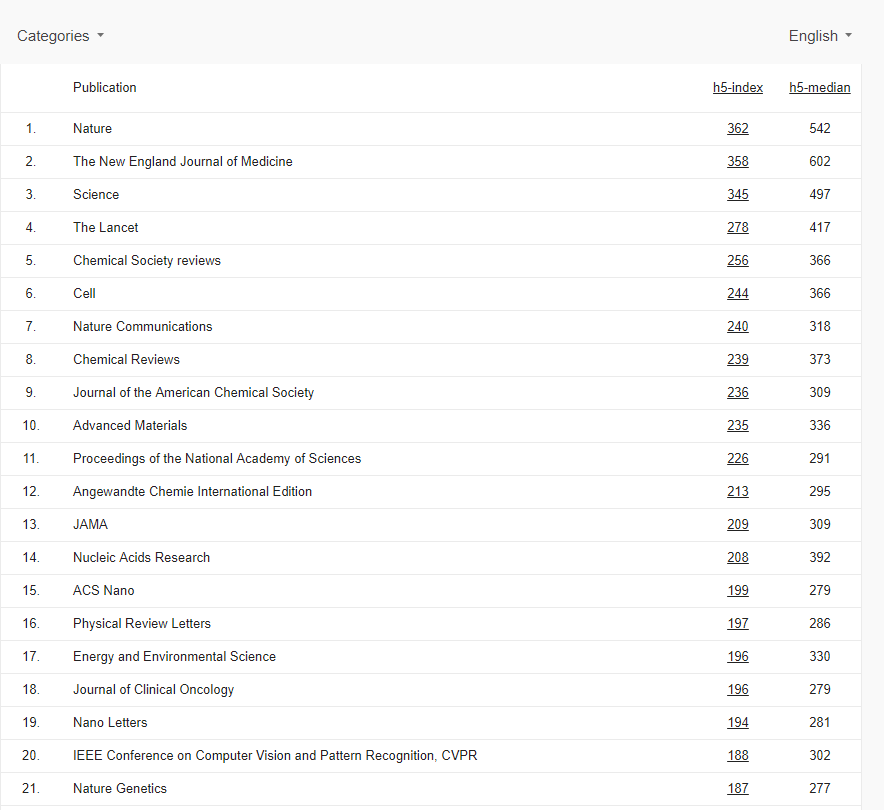 Categories English
Publication h5-index h5-median
1. Nature 362 542
2. The New England Journal of Medicine 358 602
3. Science 345 497
4. The Lancet 278 417
5. Chemical Society reviews 256 366
6. Cell 244 366
7. Nature Communications 240 318
8. Chemical Reviews 239 373
9. Journal of the American Chemical Society 236 309
10. Advanced Materials 235 336
11. Proceedings of the National Academy of Sciences 226 291
12. Angewandte Chemie International Edition 213 295
13. JAMA 209 309
14. Nucleic Acids Research 208 392
15. ACS Nano 199 279
16. Physical Review Letters 197 286
17. Energy and Environmental Science 196 330
18. Journal of Clinical Oncology 196 279
19. Nano Letters 194 281
20. IEEE Conference on Computer Vision and Pattern Recognition, CVPR 188 302
21. Nature Genetics 187 277